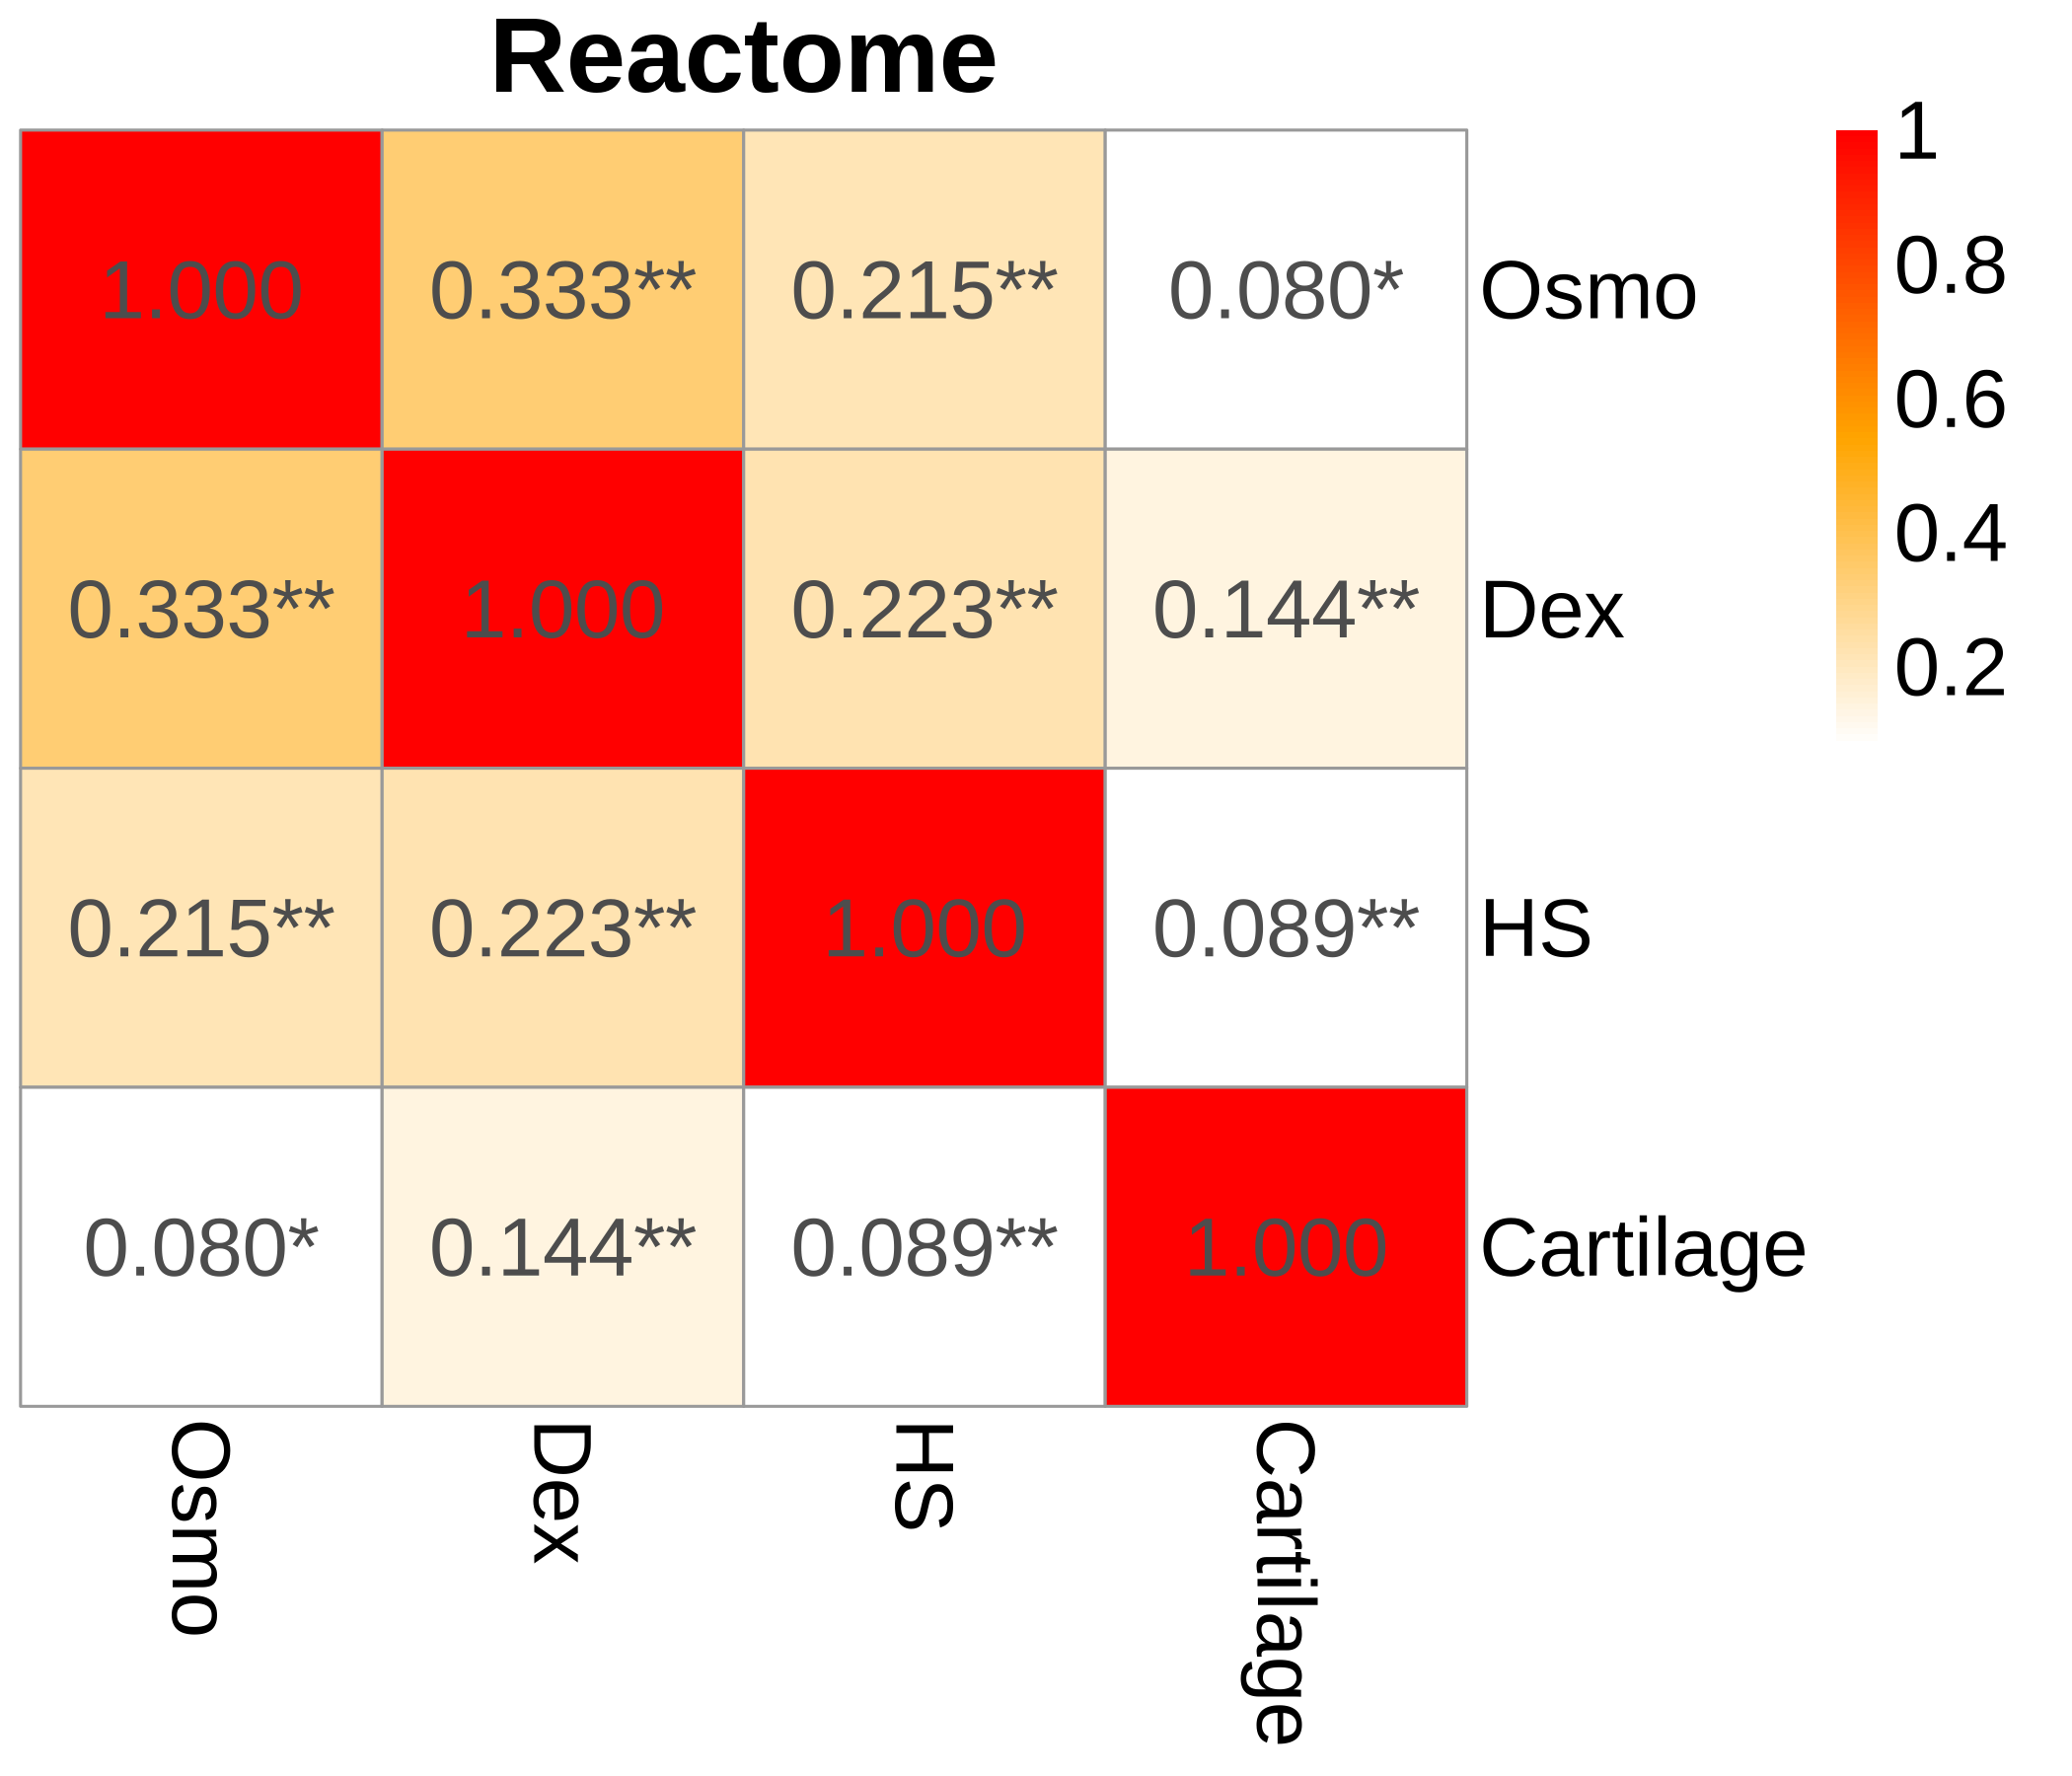 Reactome
1.000 0.333** 0.215** 0.080* Osmo
0.333** 1.000 0.223** 0.144** Dex
0.215** 0.223** 1.000 0.089** HS
0.080* 0.144** 0.089** 1.000 Cartilage
Osmo Dex HS Cartilage
1
0.8
0.6
0.4
0.2